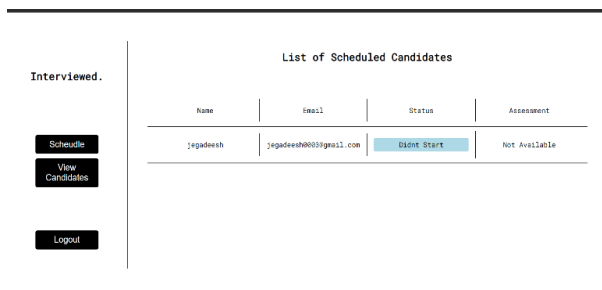 List of Scheduled Candidates
Interviewed.
Name Email Status Assessment
Scheudle
jegadeesh jegadeesh0003@gmail.com Didnt Start Not Available
View
Candidates
Logout